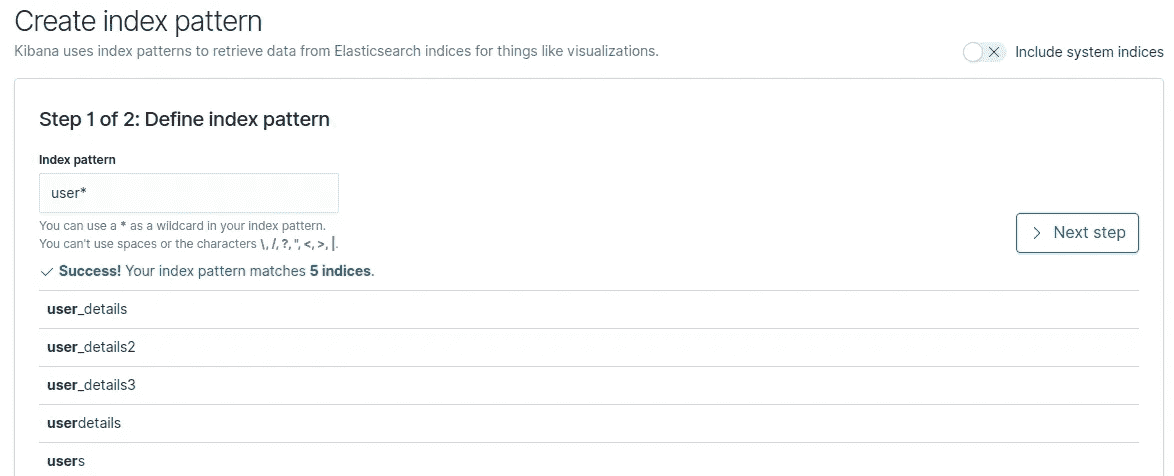 Create index pattern
Kibana uses index patterns to retrieve data from Elasticsearch indices for things like visualizations.
Include system indices
Step 1 of 2: Define index pattern
Index pattern
user*
You can use a * as a wildcard in your index pattern.
You can't use spaces or the characters \, /, ?, ", <, >, |.
Next step
Success! Your index pattern matches 5 indices.
user_details
user_details2
user_details3
userdetails
users